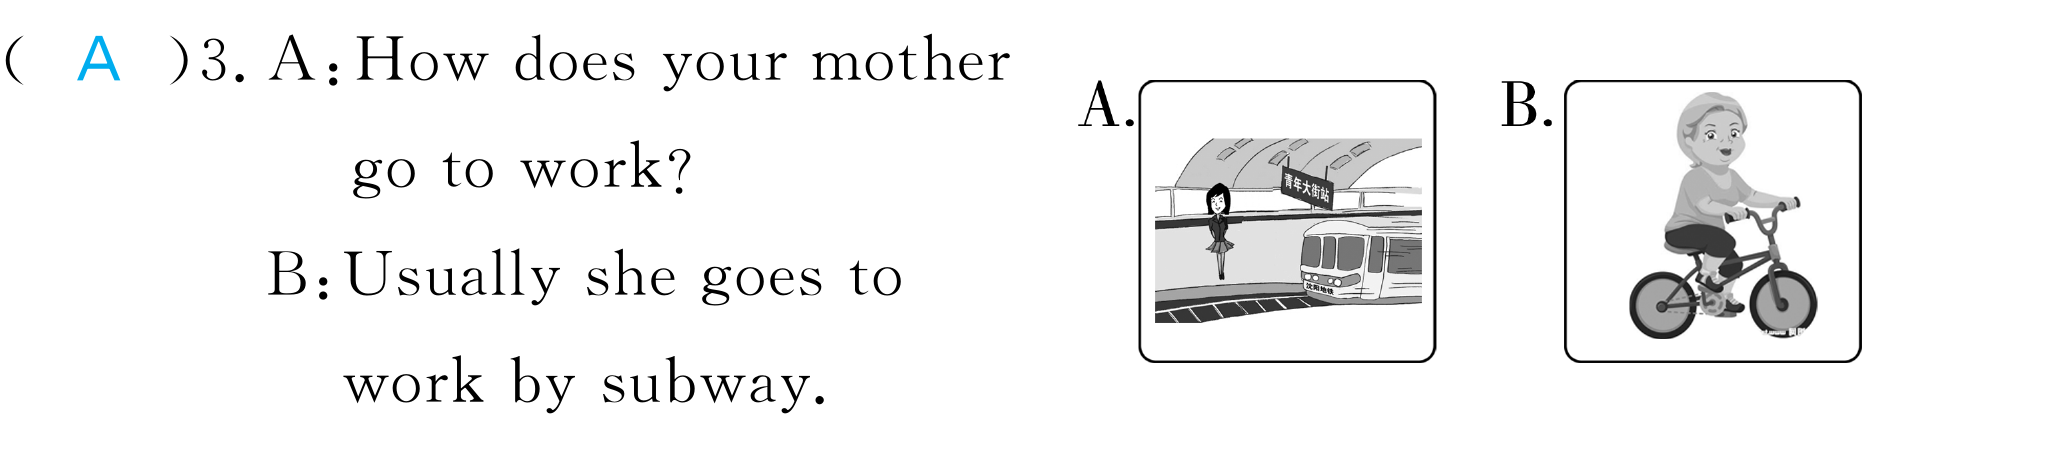 ( A )3. A:How does your mother
go to work?
B:Usually she goes to
work by subway.
A.
青年大街站
沈阳地铁
B.